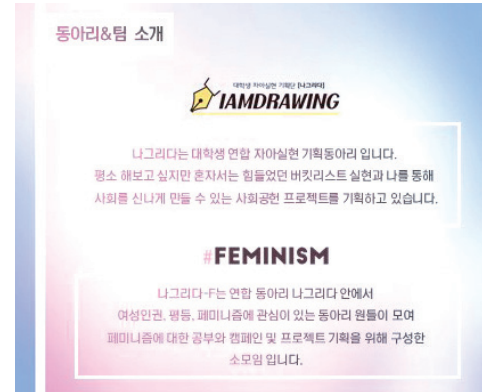 동아리&팀 소개
대학생 자아실현 기획단 [나그리다]
IAMDRAWING
나그리다는 대학생 연합 자아실현 기획동아리 입니다.
평소 해보고 싶지만 혼자서는 힘들었던 버킷리스트 실현과 나를 통해
사회를 신나게 만들 수 있는 사회공헌 프로젝트를 기획하고 있습니다.
#FEMINISM
나그리다-F는 연합 동아리 나그리다 안에서
여성인권, 평등, 페미니즘에 관심이 있는 동아리 원들이 모여
페미니즘에 대한 공부와 캠페인 및 프로젝트 기획을 위해 구성한
소모임 입니다.